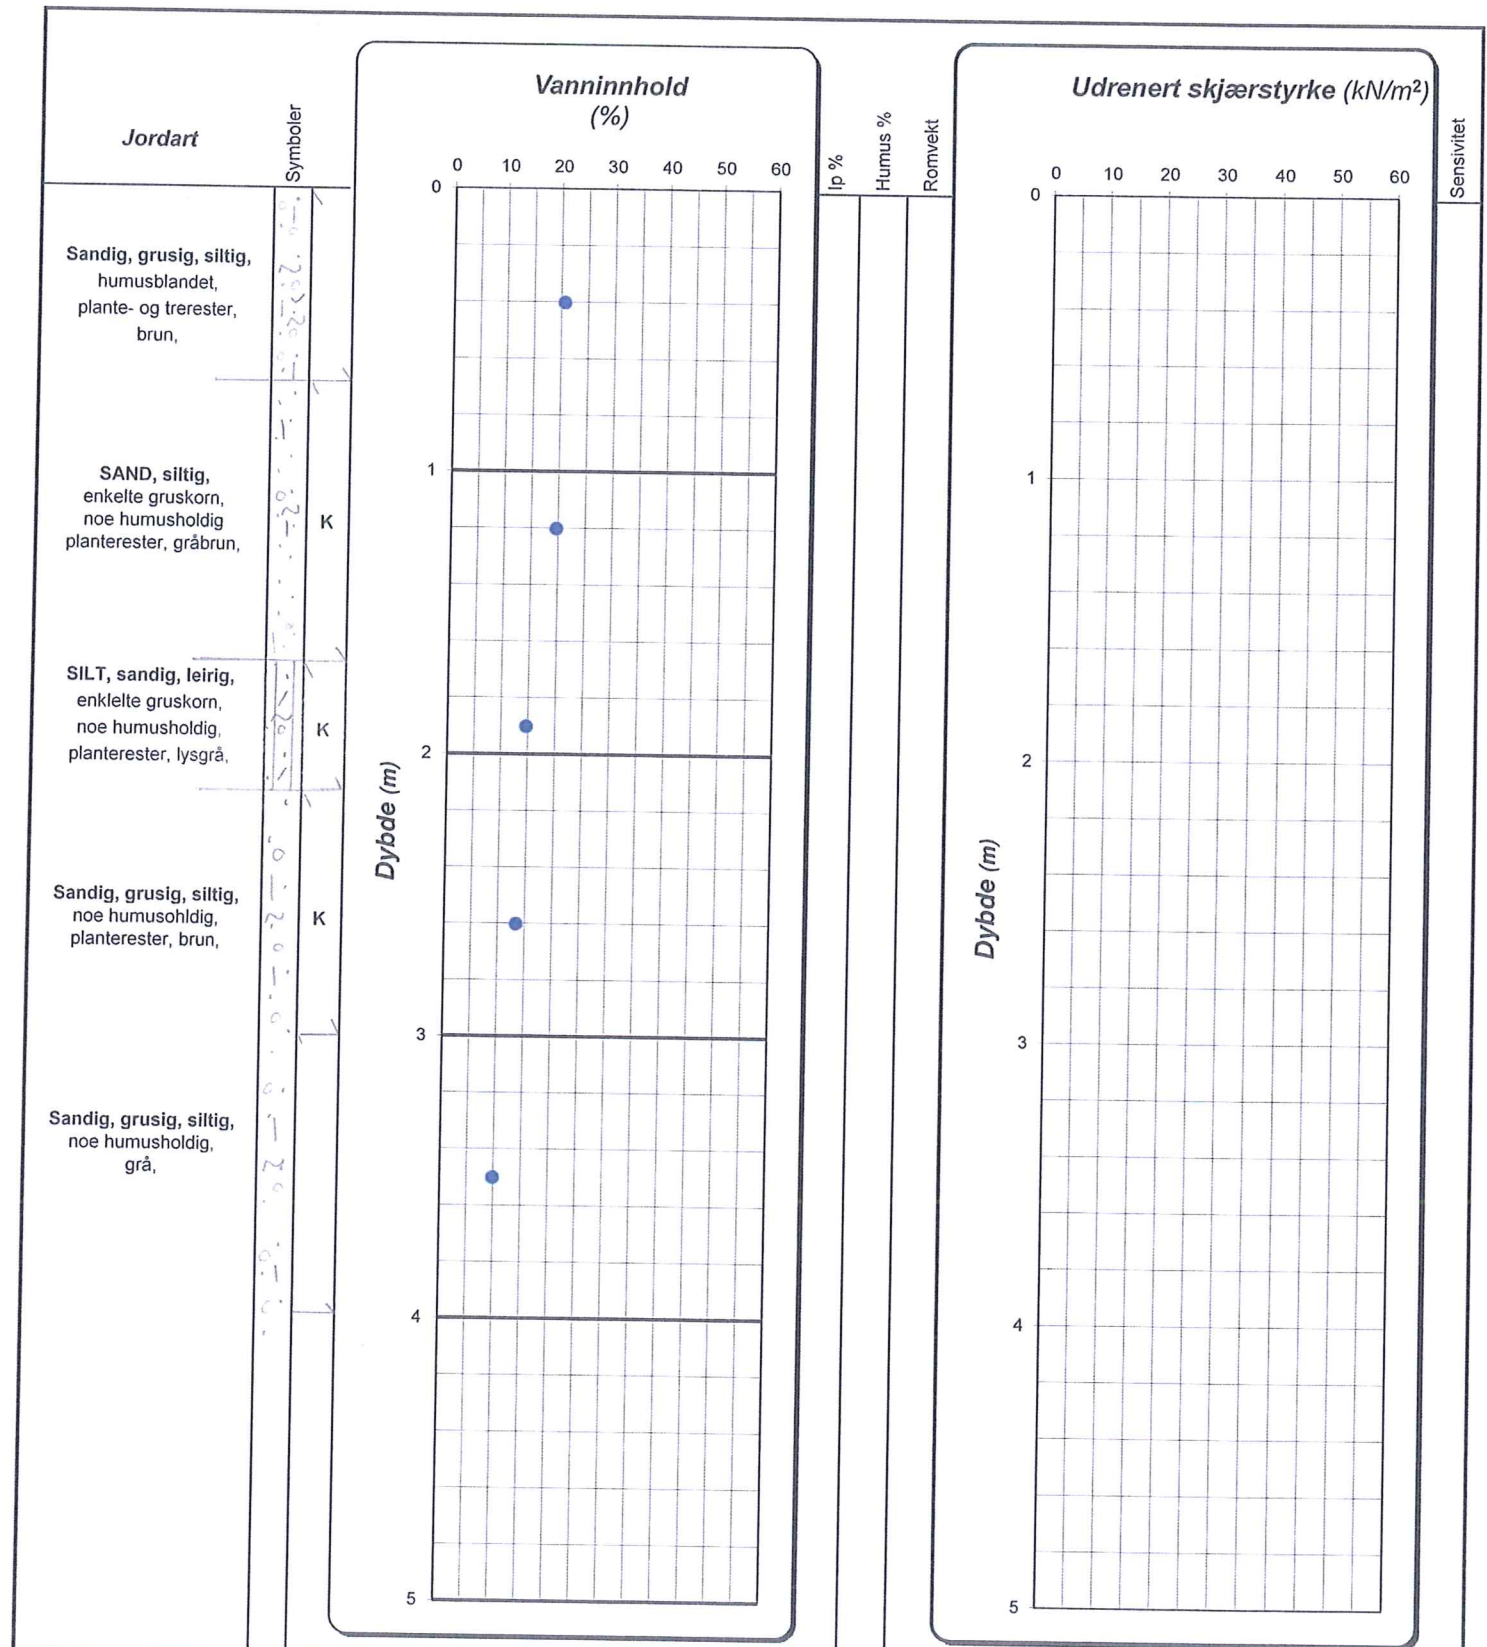 Jordart
Symboler
Vanninnhold
(%)
0 10 20 30 40 50 60
Ip %
Humus %
Romvekt
Udrenert skjærstyrke (kN/m²)
0 10 20 30 40 50 60
Sensivitet
Sandig, grusig, siltig,
humusblandet,
plante- og trerester,
brun,
SAND, siltig,
enkelte gruskorn,
noe humusholdig
planterester, gråbrun,
K
SILT, sandig, leirig,
enklelte gruskorn,
noe humusholdig,
planterester, lysgrå,
K
Sandig, grusig, siltig,
noe humusohldig,
planterester, brun,
K
Sandig, grusig, siltig,
noe humusholdig,
grå,
Dybde (m)
0
1
2
3
4
5
Dybde (m)
0
1
2
3
4
5